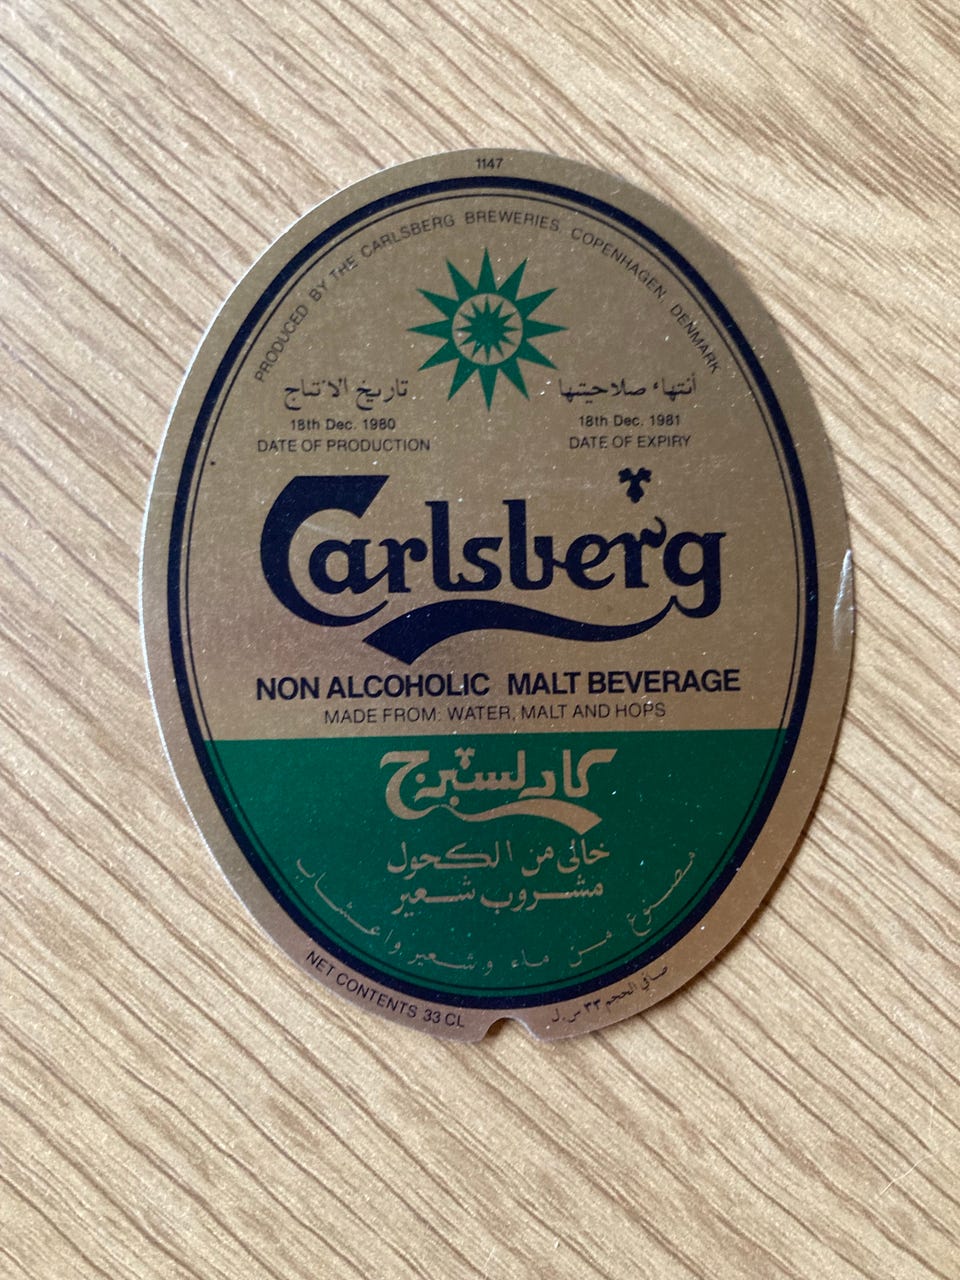 1147
PRODUCED BY THE CARLSBERG BREWERIES. COPENHAGEN. DENMARK
تاريخ الانتاج
18th Dec. 1980
DATE OF PRODUCTION
أنتهاء صلاحيتها
18th Dec. 1981
DATE OF EXPIRY
Carlsberg
NON ALCOHOLIC MALT BEVERAGE
MADE FROM: WATER, MALT AND HOPS
كارلسبرج
خالى من الكحول
مشروب شعير
مصنوع من ماء وشعير واعشاب
NET CONTENTS 33 CL
صافي الحجم ٣٣ س.ل